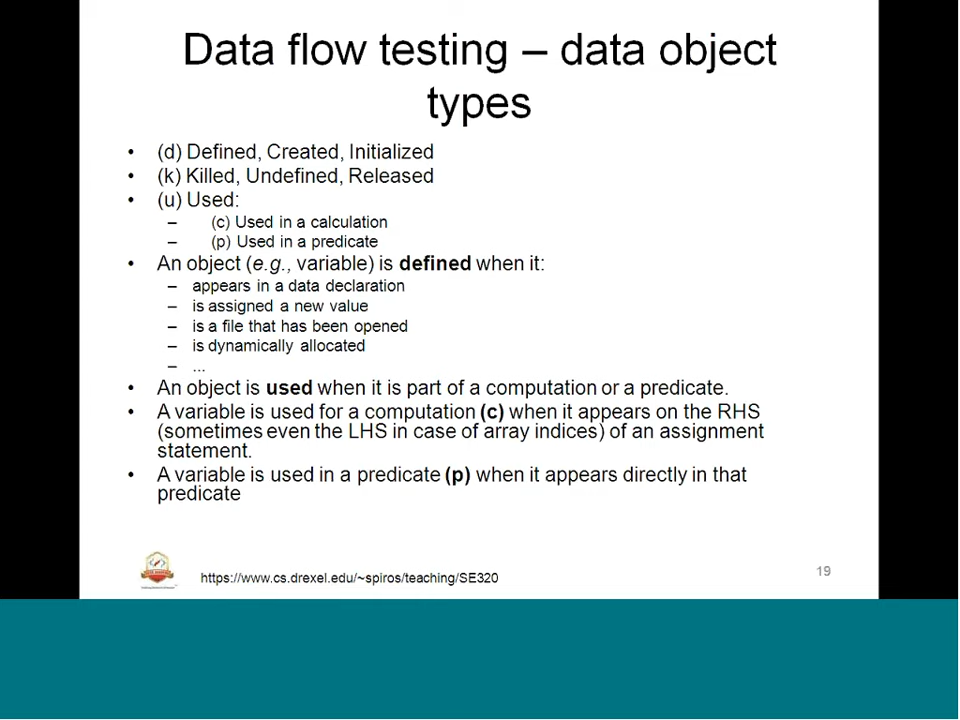 Data flow testing – data object
types
• (d) Defined, Created, Initialized
• (k) Killed, Undefined, Released
• (u) Used:
– (c) Used in a calculation
– (p) Used in a predicate
• An object (e.g., variable) is defined when it:
– appears in a data declaration
– is assigned a new value
– is a file that has been opened
– is dynamically allocated
– ...
• An object is used when it is part of a computation or a predicate.
• A variable is used for a computation (c) when it appears on the RHS
(sometimes even the LHS in case of array indices) of an assignment
statement.
• A variable is used in a predicate (p) when it appears directly in that
predicate
https://www.cs.drexel.edu/~spiros/teaching/SE320
19